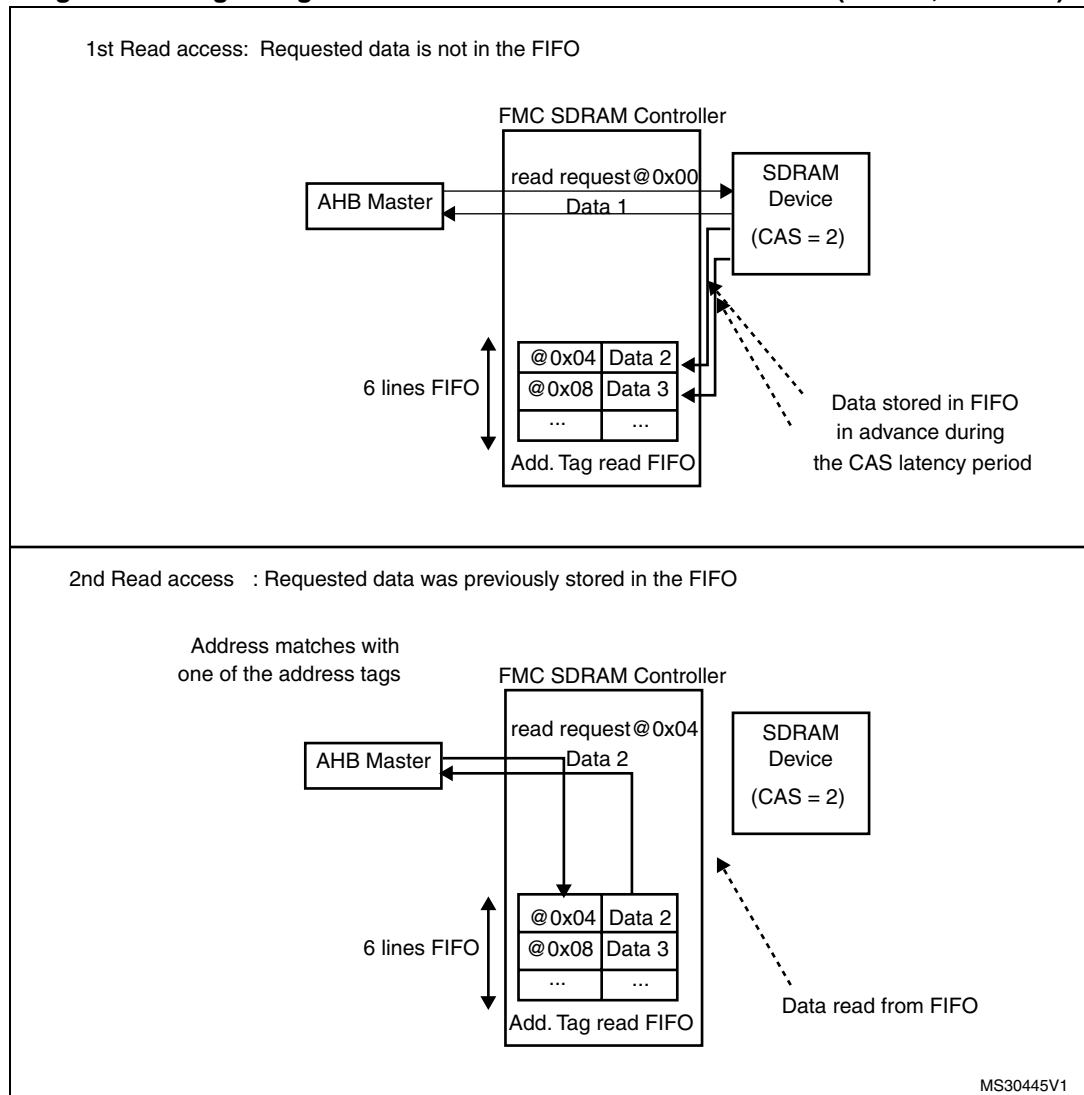 1st Read access: Requested data is not in the FIFO
FMC SDRAM Controller
read request@0x00
Data 1
AHB Master
SDRAM
Device
(CAS = 2)
@0x04 Data 2
@0x08 Data 3
... ...
6 lines FIFO
Add. Tag read FIFO
Data stored in FIFO
in advance during
the CAS latency period
2nd Read access : Requested data was previously stored in the FIFO
Address matches with
one of the address tags
FMC SDRAM Controller
read request@0x04
Data 2
AHB Master
SDRAM
Device
(CAS = 2)
@0x04 Data 2
@0x08 Data 3
... ...
6 lines FIFO
Add. Tag read FIFO
Data read from FIFO
MS30445V1